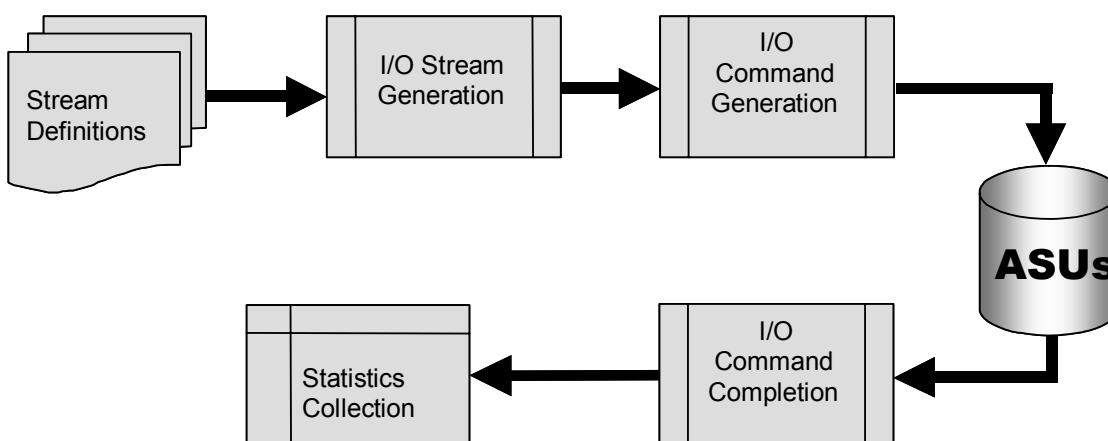 Stream
Definitions
I/O Stream
Generation
I/O
Command
Generation
ASUs
Statistics
Collection
I/O
Command
Completion